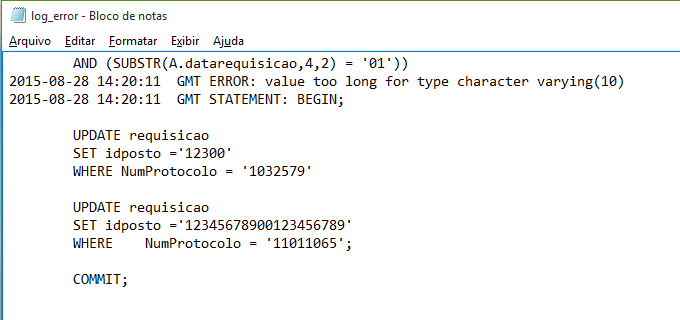 log_error - Bloco de notas
Arquivo Editar Formatar Exibir Ajuda
AND (SUBSTR(A.datarequisicao,4,2) = '01'))
2015-08-28 14:20:11 GMT ERROR: value too long for type character varying(10)
2015-08-28 14:20:11 GMT STATEMENT: BEGIN;
UPDATE requisicao
SET idposto ='12300'
WHERE NumProtocolo = '1032579'
UPDATE requisicao
SET idposto ='12345678900123456789'
WHERE NumProtocolo = '11011065';
COMMIT;